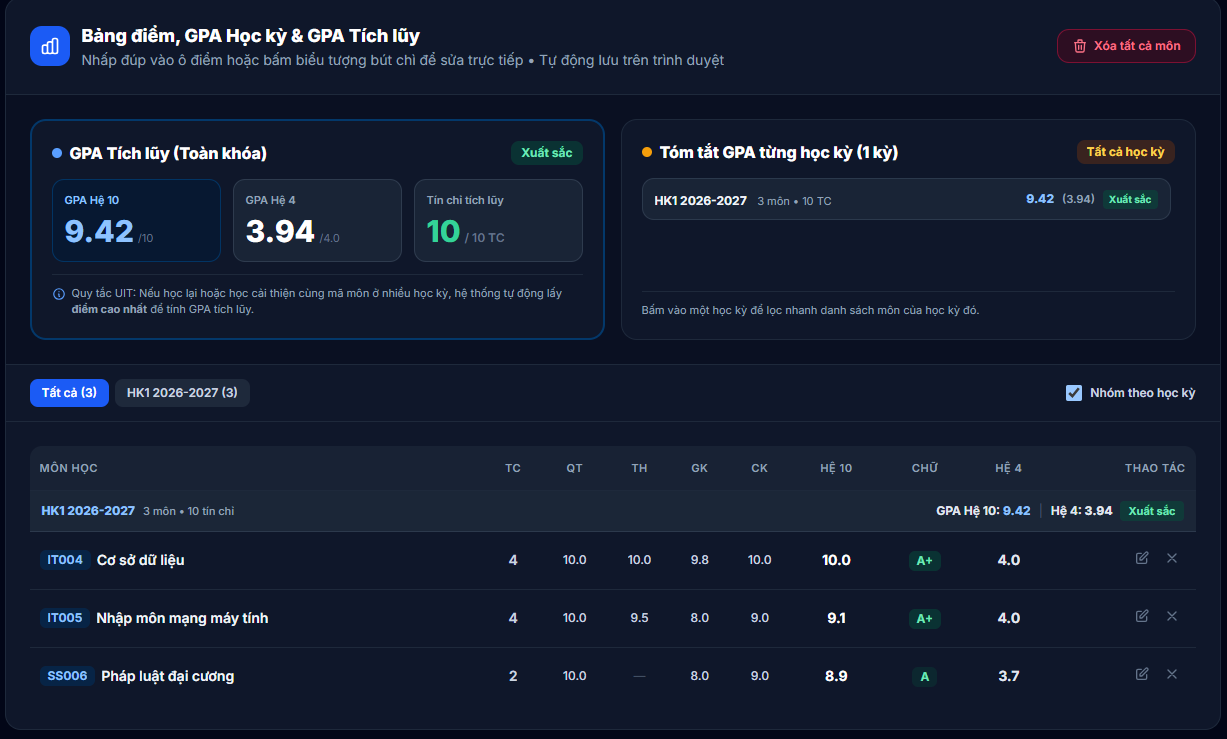 Bảng điểm, GPA Học kỳ & GPA Tích lũy
Nhấp đúp vào ô điểm hoặc bấm biểu tượng bút chì để sửa trực tiếp • Tự động lưu trên trình duyệt
Xóa tất cả môn
GPA Tích lũy (Toàn khóa)
Xuất sắc
GPA Hệ 10
9.42 /10
GPA Hệ 4
3.94 /4.0
Tín chỉ tích lũy
10 / 10 TC
Quy tắc UIT: Nếu học lại hoặc học cải thiện cùng mã môn ở nhiều học kỳ, hệ thống tự động lấy
điểm cao nhất để tính GPA tích lũy.
Tóm tắt GPA từng học kỳ (1 kỳ)
Tất cả học kỳ
HK1 2026-2027 3 môn • 10 TC 9.42 (3.94) Xuất sắc
Bấm vào một học kỳ để lọc nhanh danh sách môn của học kỳ đó.
Tất cả (3) HK1 2026-2027 (3) Nhóm theo học kỳ
MÔN HỌC TC QT TH GK CK HỆ 10 CHỮ HỆ 4 THAO TÁC
HK1 2026-2027 3 môn • 10 tín chỉ GPA Hệ 10: 9.42 Hệ 4: 3.94 Xuất sắc
IT004 Cơ sở dữ liệu 4 10.0 10.0 9.8 10.0 10.0 A+ 4.0
IT005 Nhập môn mạng máy tính 4 10.0 9.5 8.0 9.0 9.1 A+ 4.0
SS006 Pháp luật đại cương 2 10.0 — 8.0 9.0 8.9 A 3.7